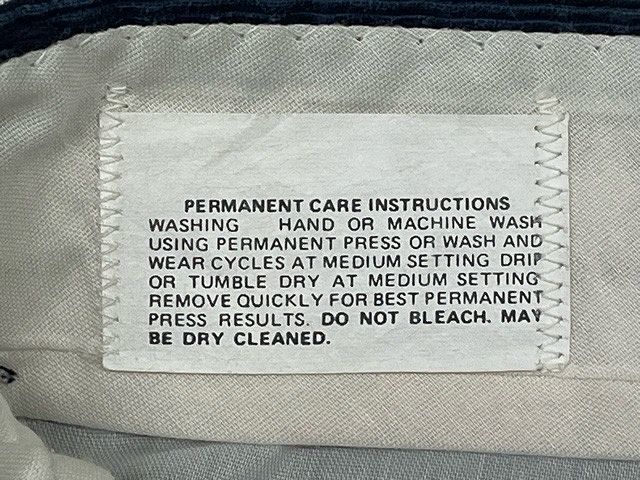 PERMANENT CARE INSTRUCTIONS
WASHING HAND OR MACHINE WASH
USING PERMANENT PRESS OR WASH AND
WEAR CYCLES AT MEDIUM SETTING DRIP
OR TUMBLE DRY AT MEDIUM SETTING
REMOVE QUICKLY FOR BEST PERMANENT
PRESS RESULTS. DO NOT BLEACH. MAY
BE DRY CLEANED.